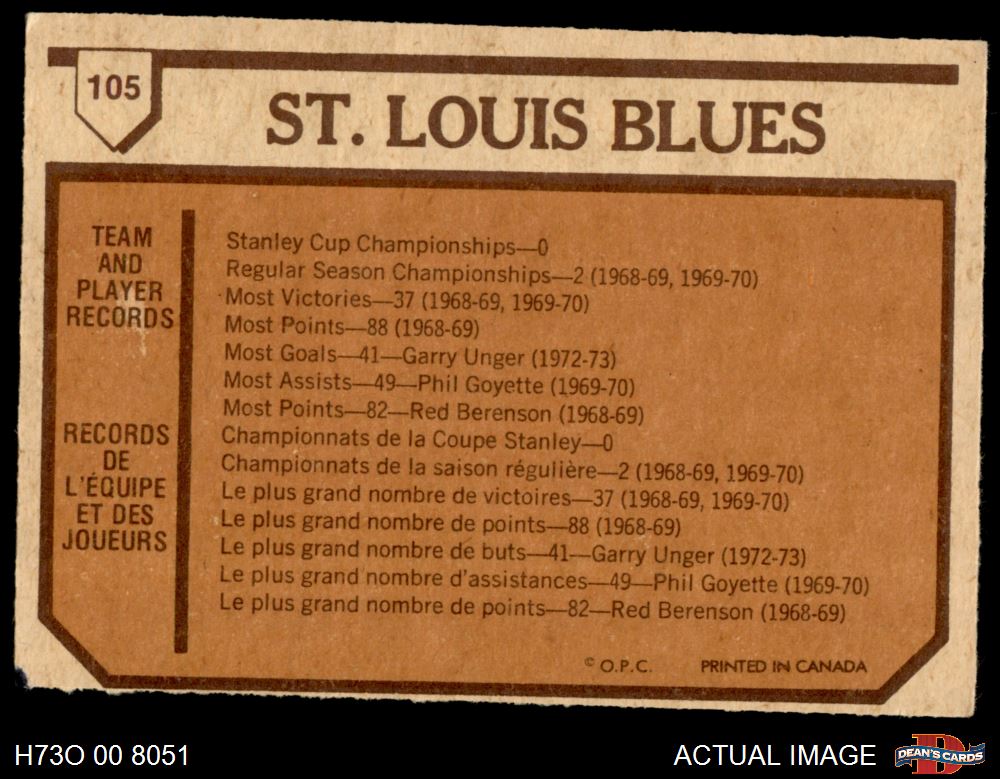 105
ST. LOUIS BLUES
TEAM
AND
PLAYER
RECORDS
Stanley Cup Championships—0
Regular Season Championships—2 (1968-69, 1969-70)
Most Victories—37 (1968-69, 1969-70)
Most Points—88 (1968-69)
Most Goals—41—Garry Unger (1972-73)
Most Assists—49—Phil Goyette (1969-70)
Most Points—82—Red Berenson (1968-69)
RECORDS
DE
L'ÉQUIPE
ET DES
JOUEURS
Championnats de la Coupe Stanley—0
Championnats de la saison régulière—2 (1968-69, 1969-70)
Le plus grand nombre de victoires—37 (1968-69, 1969-70)
Le plus grand nombre de points—88 (1968-69)
Le plus grand nombre de buts—41—Garry Unger (1972-73)
Le plus grand nombre d'assistances—49—Phil Goyette (1969-70)
Le plus grand nombre de points—82—Red Berenson (1968-69)
© O.P.C. PRINTED IN CANADA
H73O 00 8051
ACTUAL IMAGE
DEAN'S CARDS